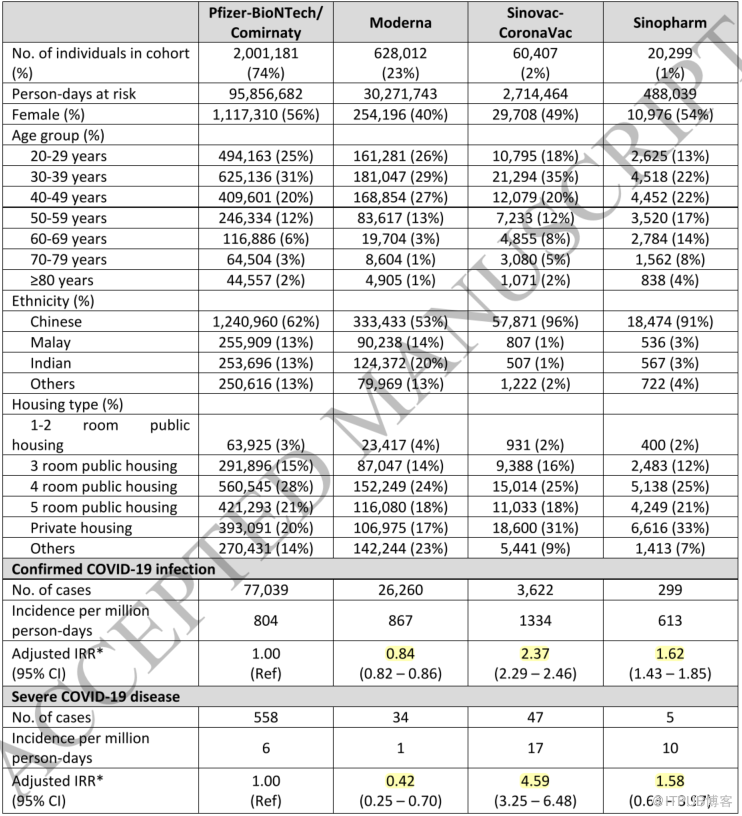 Pfizer-BioNTech/ Moderna Sinovac- Sinopharm
Comirnaty CoronaVac
No. of individuals in cohort 2,001,181 628,012 60,407 20,299
(%) (74%) (23%) (2%) (1%)
Person-days at risk 95,856,682 30,271,743 2,714,464 488,039
Female (%) 1,117,310 (56%) 254,196 (40%) 29,708 (49%) 10,976 (54%)
Age group (%)
20-29 years 494,163 (25%) 161,281 (26%) 10,795 (18%) 2,625 (13%)
30-39 years 625,136 (31%) 181,047 (29%) 21,294 (35%) 4,518 (22%)
40-49 years 409,601 (20%) 168,854 (27%) 12,079 (20%) 4,452 (22%)
50-59 years 246,334 (12%) 83,617 (13%) 7,233 (12%) 3,520 (17%)
60-69 years 116,886 (6%) 19,704 (3%) 4,855 (8%) 2,784 (14%)
70-79 years 64,504 (3%) 8,604 (1%) 3,080 (5%) 1,562 (8%)
≥80 years 44,557 (2%) 4,905 (1%) 1,071 (2%) 838 (4%)
Ethnicity (%)
Chinese 1,240,960 (62%) 333,433 (53%) 57,871 (96%) 18,474 (91%)
Malay 255,909 (13%) 90,238 (14%) 807 (1%) 536 (3%)
Indian 253,696 (13%) 124,372 (20%) 507 (1%) 567 (3%)
Others 250,616 (13%) 79,969 (13%) 1,222 (2%) 722 (4%)
Housing type (%)
1-2 room public
housing 63,925 (3%) 23,417 (4%) 931 (2%) 400 (2%)
3 room public housing 291,896 (15%) 87,047 (14%) 9,388 (16%) 2,483 (12%)
4 room public housing 560,545 (28%) 152,249 (24%) 15,014 (25%) 5,138 (25%)
5 room public housing 421,293 (21%) 116,080 (18%) 11,033 (18%) 4,249 (21%)
Private housing 393,091 (20%) 106,975 (17%) 18,600 (31%) 6,616 (33%)
Others 270,431 (14%) 142,244 (23%) 5,441 (9%) 1,413 (7%)
Confirmed COVID-19 infection
No. of cases 77,039 26,260 3,622 299
Incidence per million
person-days 804 867 1334 613
Adjusted IRR* 1.00 0.84 2.37 1.62
(95% CI) (Ref) (0.82 – 0.86) (2.29 – 2.46) (1.43 – 1.85)
Severe COVID-19 disease
No. of cases 558 34 47 5
Incidence per million
person-days 6 1 17 10
Adjusted IRR* 1.00 0.42 4.59 1.58
(95% CI) (Ref) (0.25 – 0.70) (3.25 – 6.48)
ACCEPTED MANUSCRIPT
@ITPUB博客